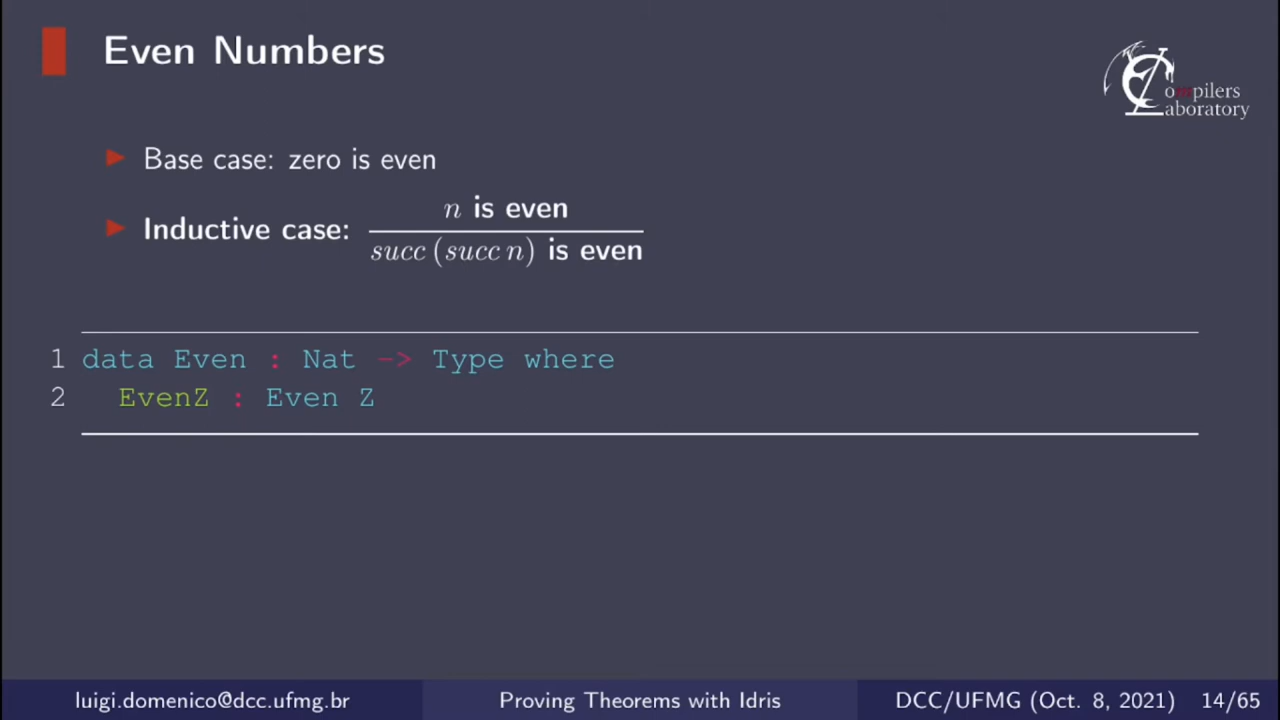 Even Numbers
Compilers
Laboratory
Base case: zero is even
Inductive case:
n is even
succ (succ n) is even
1 data Even : Nat -> Type where
2 EvenZ : Even Z
luigi.domenico@dcc.ufmg.br
Proving Theorems with Idris
DCC/UFMG (Oct. 8, 2021)
14/65